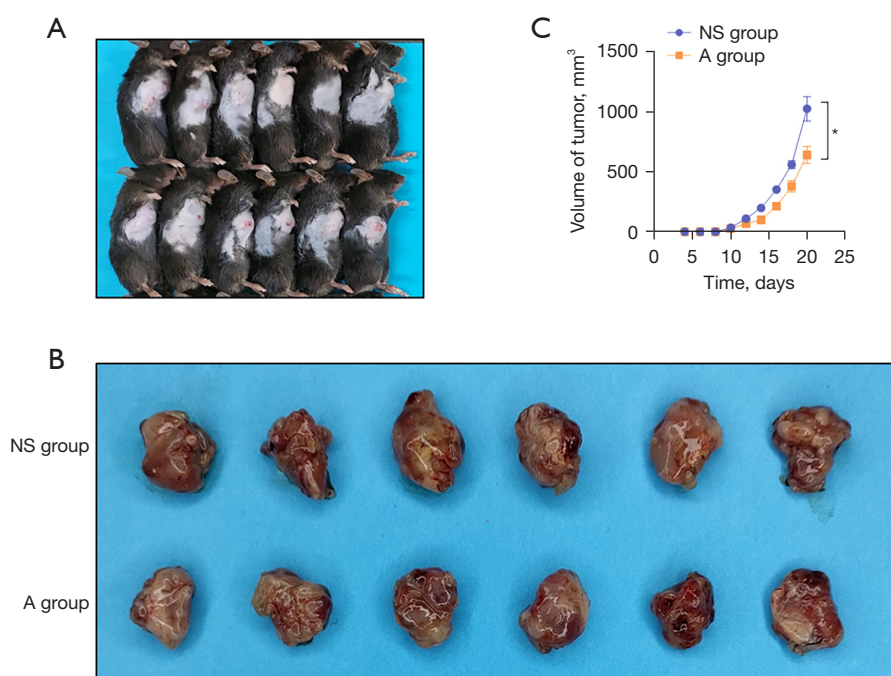 A
C
NS group
A group
Volume of tumor, mm³
1500
1000
500
0
*
0 5 10 15 20 25
Time, days
B
NS group
A group